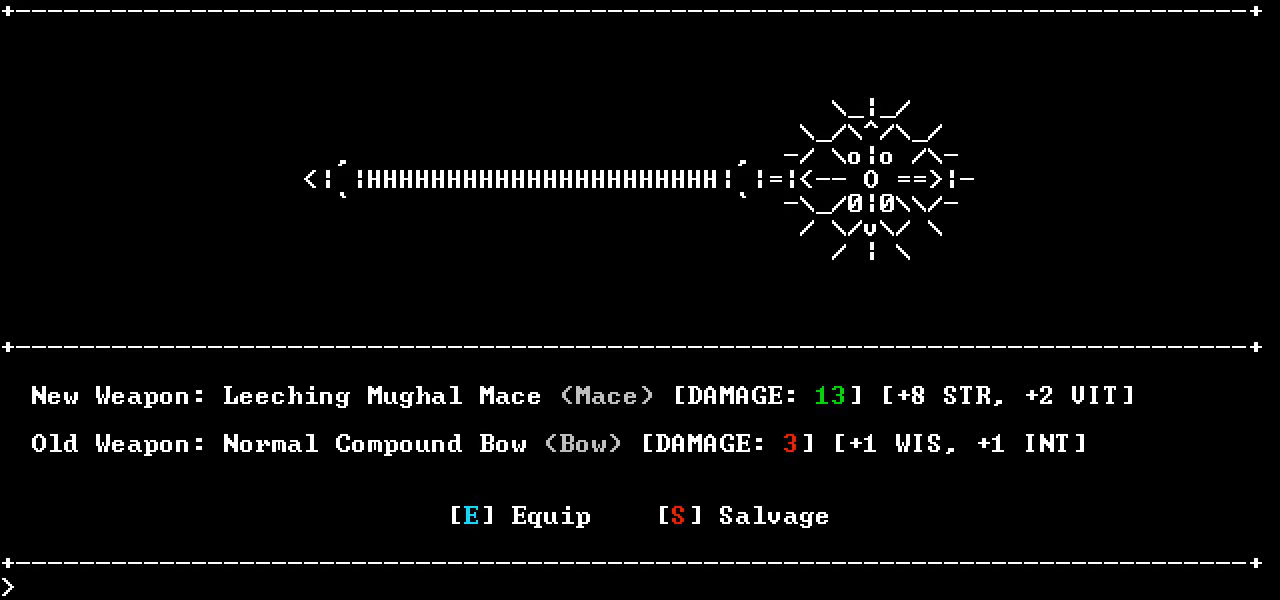 New Weapon: Leeching Mughal Mace (Mace) [DAMAGE: 13] [+8 STR, +2 VIT]
Old Weapon: Normal Compound Bow (Bow) [DAMAGE: 3] [+1 WIS, +1 INT]
[E] Equip [S] Salvage
>